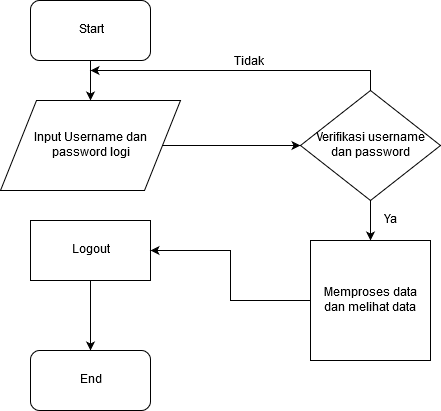 Start
Tidak
Input Username dan
password logi
Verifikasi username
dan password
Ya
Logout
Memproses data
dan melihat data
End